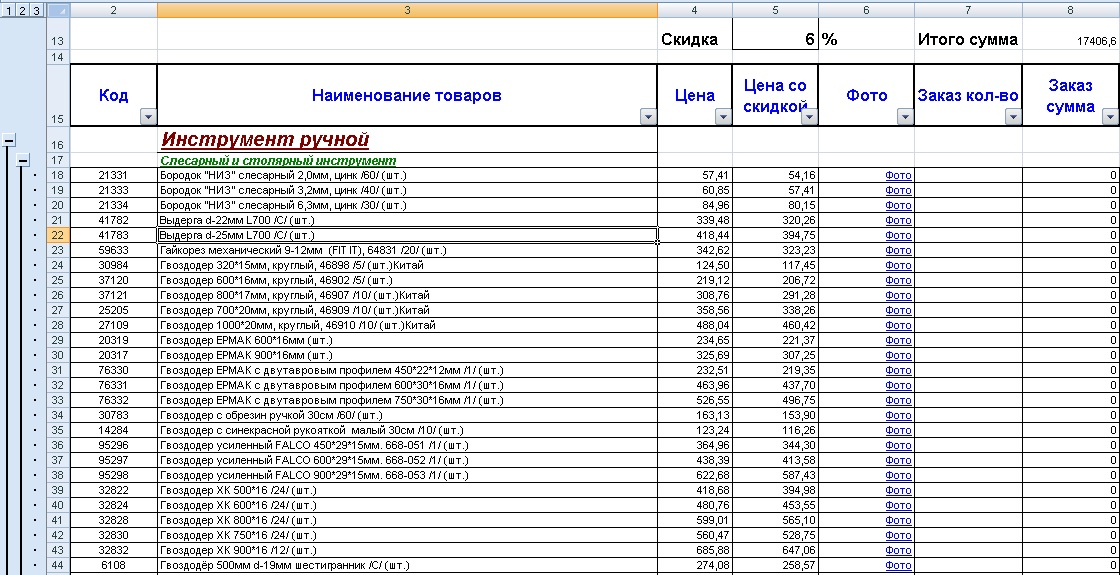 1 2 3 2 3 4 5 6 7 8
13 Скидка 6 % Итого сумма 17406,6
14
15 Код Наименование товаров Цена Цена со скидкой Фото Заказ кол-во Заказ сумма
16 Инструмент ручной
17 Слесарный и столярный инструмент
18 21331 Бородок "НИЗ" слесарный 2,0мм, цинк /60/ (шт.) 57,41 54,16 Фото 0
19 21333 Бородок "НИЗ" слесарный 3,2мм, цинк /40/ (шт.) 60,85 57,41 Фото 0
20 21334 Бородок "НИЗ" слесарный 6,3мм, цинк /30/ (шт.) 84,96 80,15 Фото 0
21 41782 Выдерга d-22мм L700 /С/ (шт.) 339,48 320,26 Фото 0
22 41783 Выдерга d-25мм L700 /С/ (шт.) 418,44 394,75 Фото 0
23 59633 Гайкорез механический 9-12мм (FIT IT), 64831 /20/ (шт.) 342,62 323,23 Фото 0
24 30984 Гвоздодер 320*15мм, круглый, 46898 /5/ (шт.)Китай 124,50 117,45 Фото 0
25 37120 Гвоздодер 600*16мм, круглый, 46902 /5/ (шт.) 219,12 206,72 Фото 0
26 37121 Гвоздодер 800*17мм, круглый, 46907 /10/ (шт.)Китай 308,76 291,28 Фото 0
27 25205 Гвоздодер 700*20мм, круглый, 46909 /10/ (шт.)Китай 358,56 338,26 Фото 0
28 27109 Гвоздодер 1000*20мм, круглый, 46910 /10/ (шт.)Китай 488,04 460,42 Фото 0
29 20319 Гвоздодер ЕРМАК 600*16мм (шт.) 234,65 221,37 Фото 0
30 20317 Гвоздодер ЕРМАК 900*16мм (шт.) 325,69 307,25 Фото 0
31 76330 Гвоздодер ЕРМАК с двутавровым профилем 450*22*12мм /1/ (шт.) 232,51 219,35 Фото 0
32 76331 Гвоздодер ЕРМАК с двутавровым профилем 600*30*16мм /1/ (шт.) 463,96 437,70 Фото 0
33 76332 Гвоздодер ЕРМАК с двутавровым профилем 750*30*16мм /1/ (шт.) 526,55 496,75 Фото 0
34 30783 Гвоздодер с обрезин ручкой 30см /60/ (шт.) 163,13 153,90 Фото 0
35 14284 Гвоздодер с синекрасной рукояткой малый 30см /10/ (шт.) 123,24 116,26 Фото 0
36 95296 Гвоздодер усиленный FALCO 450*29*15мм. 668-051 /1/ (шт.) 364,96 344,30 Фото 0
37 95297 Гвоздодер усиленный FALCO 600*29*15мм. 668-052 /1/ (шт.) 438,39 413,58 Фото 0
38 95298 Гвоздодер усиленный FALCO 900*29*15мм. 668-053 /1/ (шт.) 622,68 587,43 Фото 0
39 32822 Гвоздодер ХК 500*16 /24/ (шт.) 418,68 394,98 Фото 0
40 32824 Гвоздодер ХК 600*16 /24/ (шт.) 480,76 453,55 Фото 0
41 32828 Гвоздодер ХК 800*16 /24/ (шт.) 599,01 565,10 Фото 0
42 32830 Гвоздодер ХК 750*16 /24/ (шт.) 560,47 528,75 Фото 0
43 32832 Гвоздодер ХК 900*16 /12/ (шт.) 685,88 647,06 Фото 0
44 6108 Гвоздодёр 500мм d-19мм шестигранник /С/ (шт.) 274,08 258,57 Фото 0